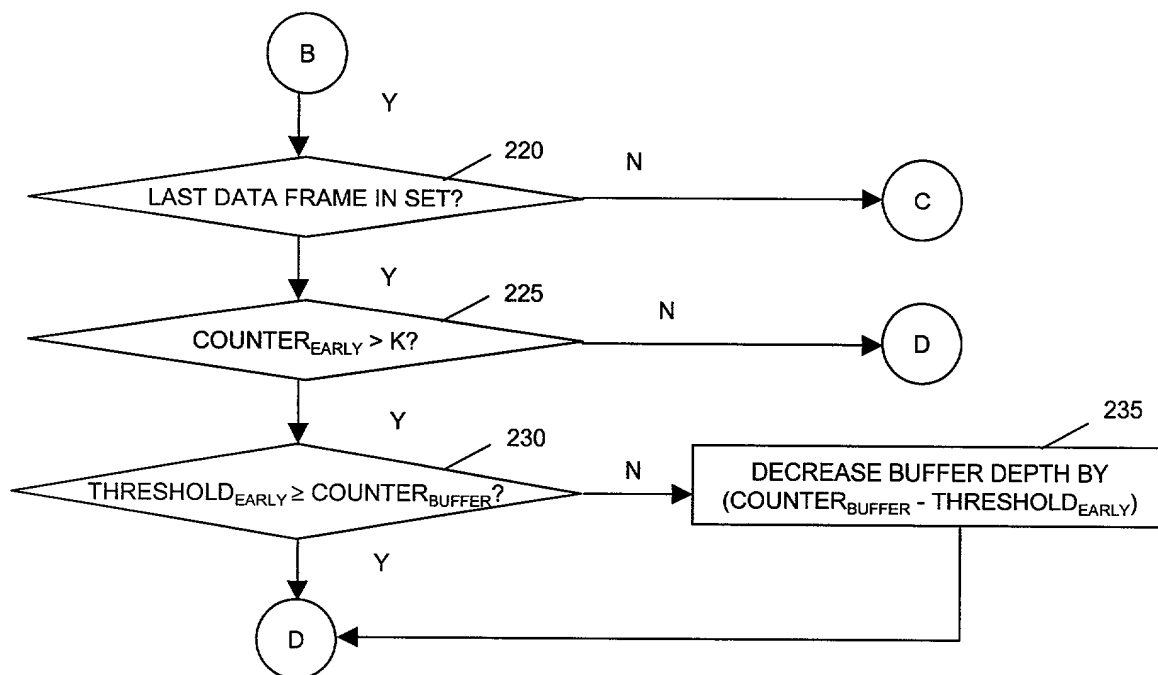 B
Y
220
N
LAST DATA FRAME IN SET?
C
Y
225
N
COUNTER_EARLY > K?
D
Y
230
235
THRESHOLD_EARLY ≥ COUNTER_BUFFER?
N
DECREASE BUFFER DEPTH BY
(COUNTER_BUFFER - THRESHOLD_EARLY)
Y
D